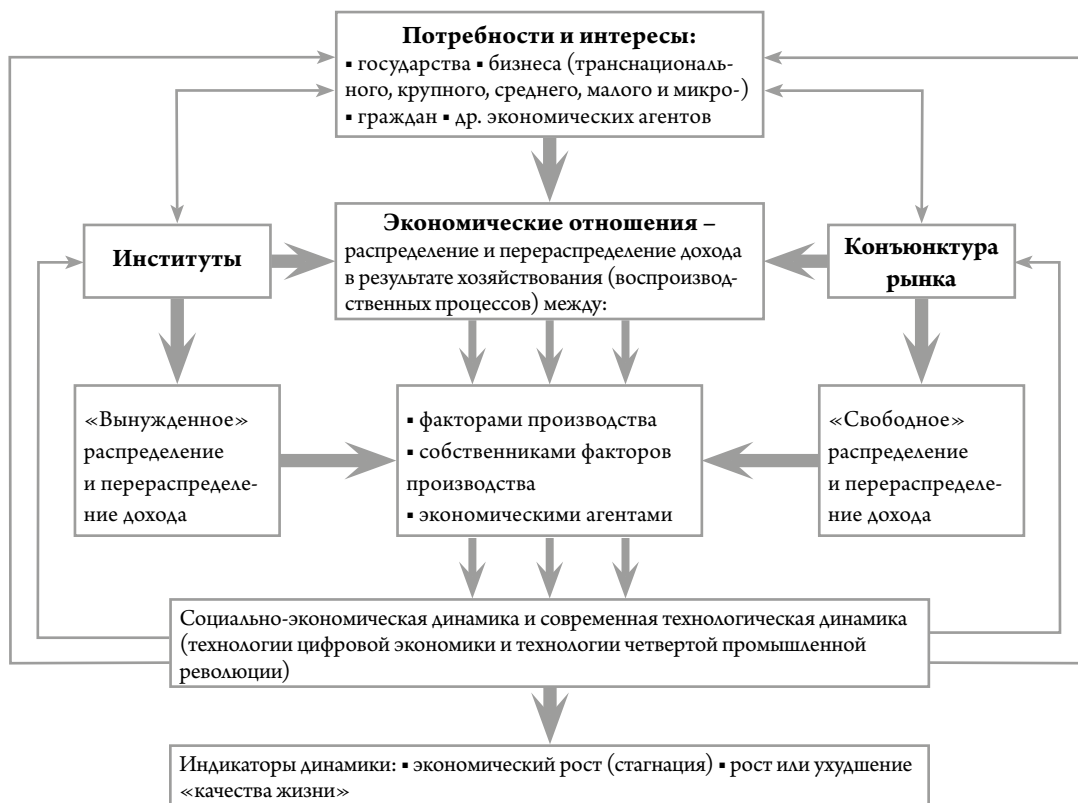 Потребности и интересы:
▪ государства ▪ бизнеса (транснациональ-
ного, крупного, среднего, малого и микро-)
▪ граждан ▪ др. экономических агентов
Экономические отношения –
распределение и перераспределение дохода
в результате хозяйствования (воспроизвод-
ственных процессов) между:
Институты
Конъюнктура
рынка
«Вынужденное»
распределение
и перераспределе-
ние дохода
▪ факторами производства
▪ собственниками факторов
производства
▪ экономическими агентами
«Свободное»
распределение
и перераспределе-
ние дохода
Социально-экономическая динамика и современная технологическая динамика
(технологии цифровой экономики и технологии четвертой промышленной
революции)
Индикаторы динамики: ▪ экономический рост (стагнация) ▪ рост или ухудшение
«качества жизни»